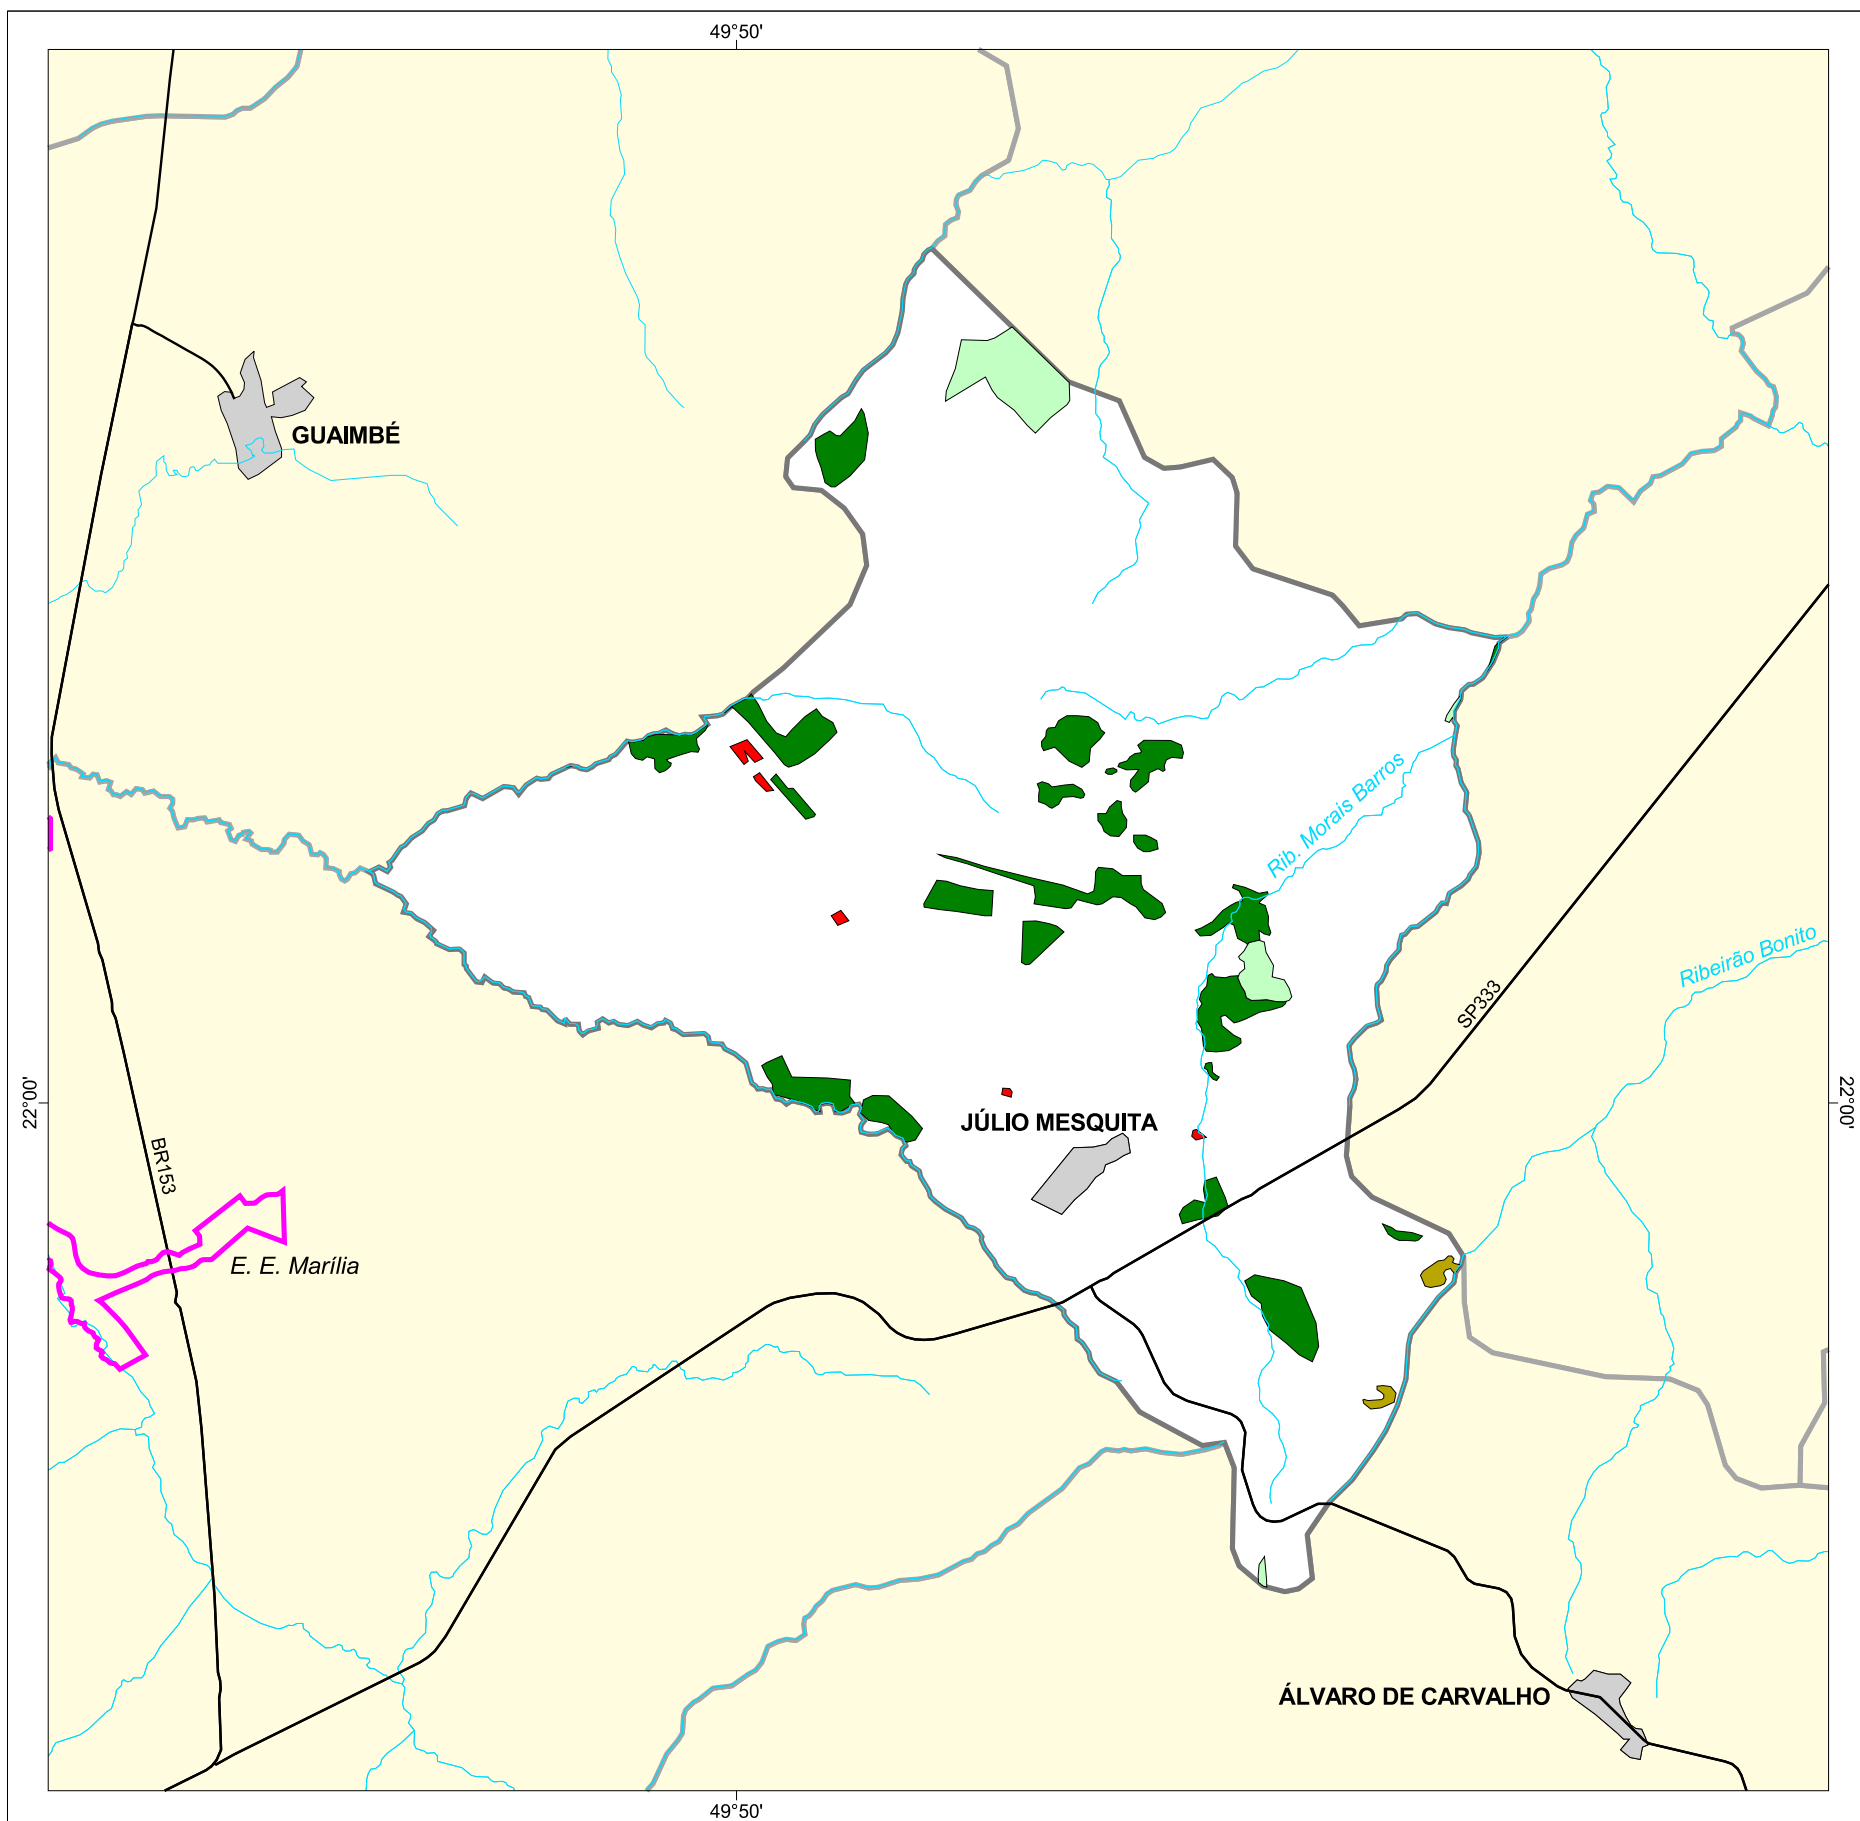 49°50'
GUAIMBÉ
Rib. Morais Barros
Ribeirão Bonito
SP333
22°00'
22°00'
JÚLIO MESQUITA
BR153
E. E. Marília
ÁLVARO DE CARVALHO
49°50'